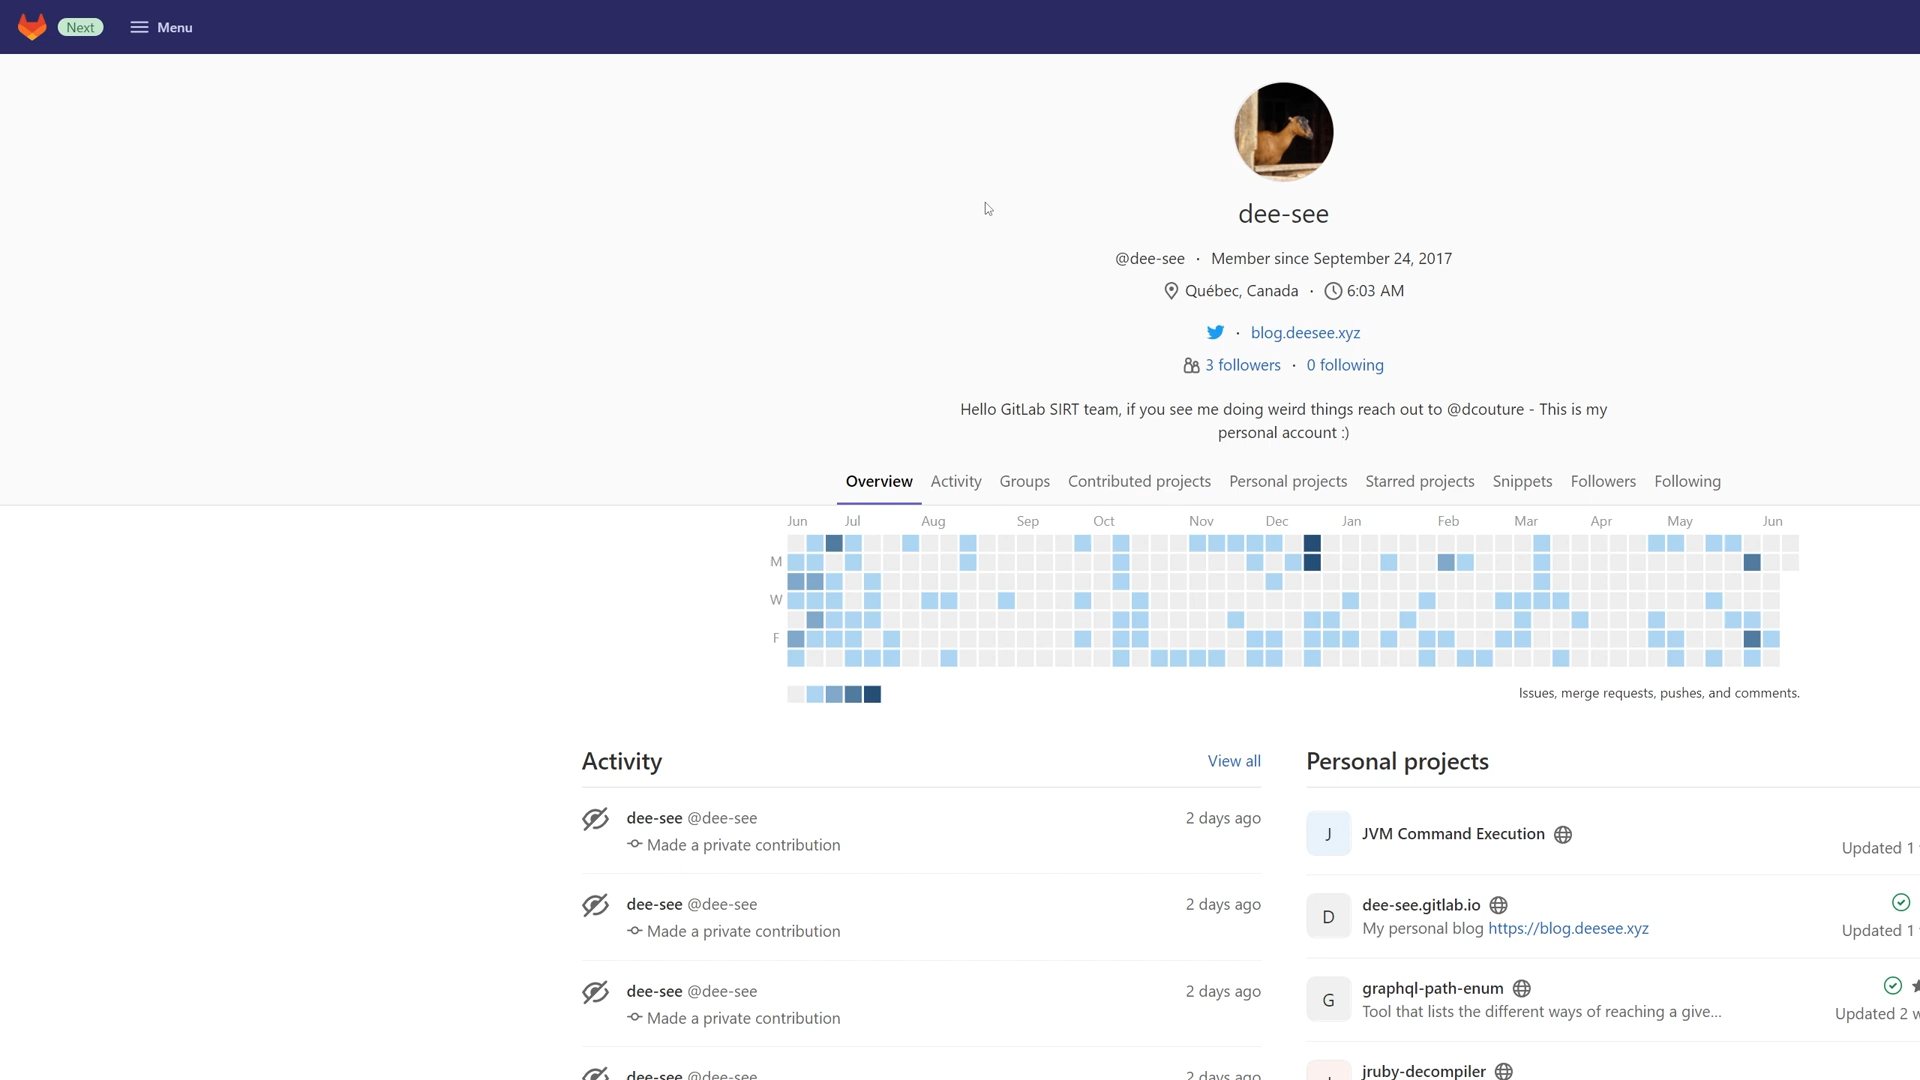 Next
Menu
dee-see
@dee-see · Member since September 24, 2017
Québec, Canada · 6:03 AM
· blog.deesee.xyz
3 followers · 0 following
Hello GitLab SIRT team, if you see me doing weird things reach out to @dcouture - This is my
personal account :)
Overview Activity Groups Contributed projects Personal projects Starred projects Snippets Followers Following
Jun Jul Aug Sep Oct Nov Dec Jan Feb Mar Apr May Jun
M
W
F
Issues, merge requests, pushes, and comments.
Activity
View all
dee-see @dee-see
2 days ago
Made a private contribution
dee-see @dee-see
2 days ago
Made a private contribution
dee-see @dee-see
2 days ago
Made a private contribution
dee-see @dee-see
2 days ago
Personal projects
J
JVM Command Execution
Updated 1
D
dee-see.gitlab.io
My personal blog https://blog.deesee.xyz
Updated 1
G
graphql-path-enum
Tool that lists the different ways of reaching a give...
Updated 2
jruby-decompiler